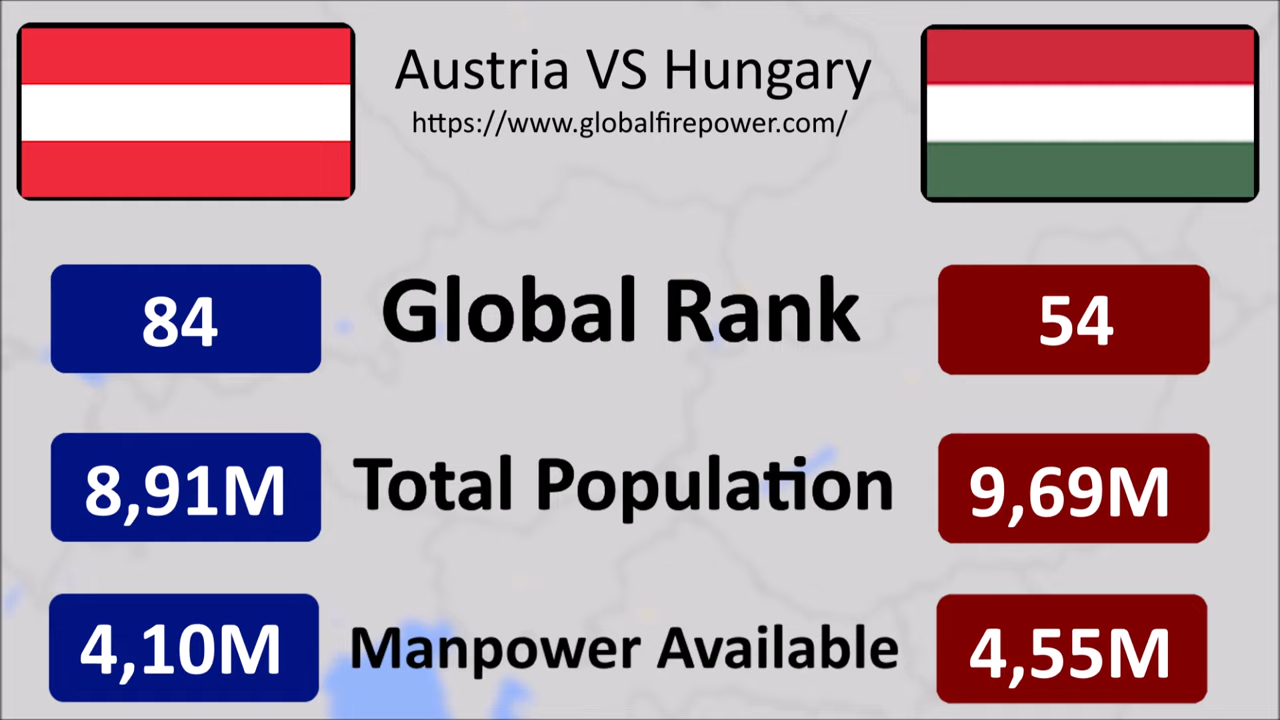 Austria VS Hungary
https://www.globalfirepower.com/
84 Global Rank 54
8,91M Total Population 9,69M
4,10M Manpower Available 4,55M